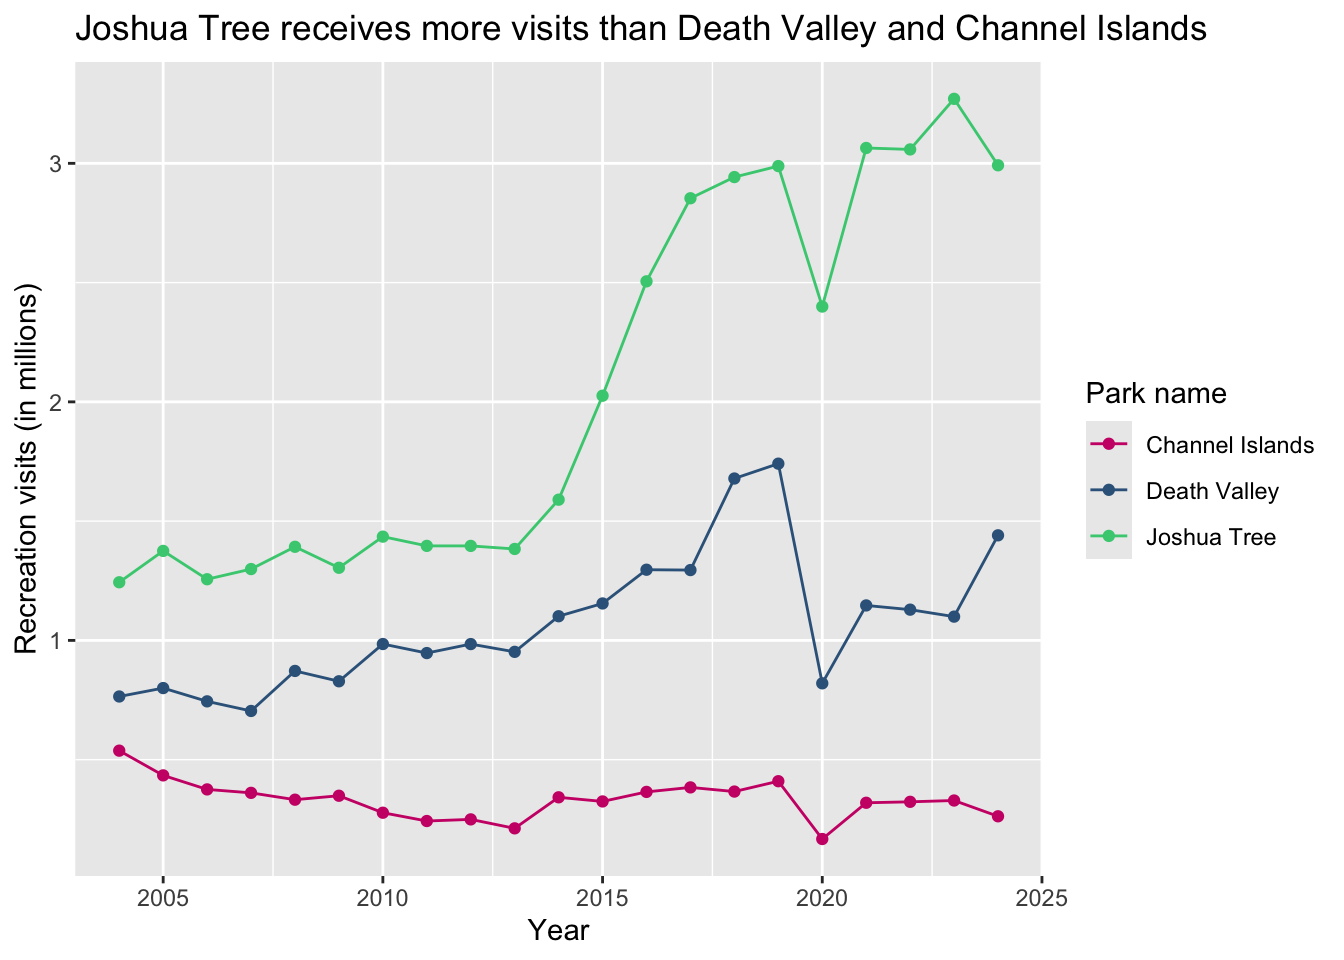 Joshua Tree receives more visits than Death Valley and Channel Islands
Recreation visits (in millions)
3
2
1
2005 2010 2015 2020 2025
Year
Park name
Channel Islands
Death Valley
Joshua Tree